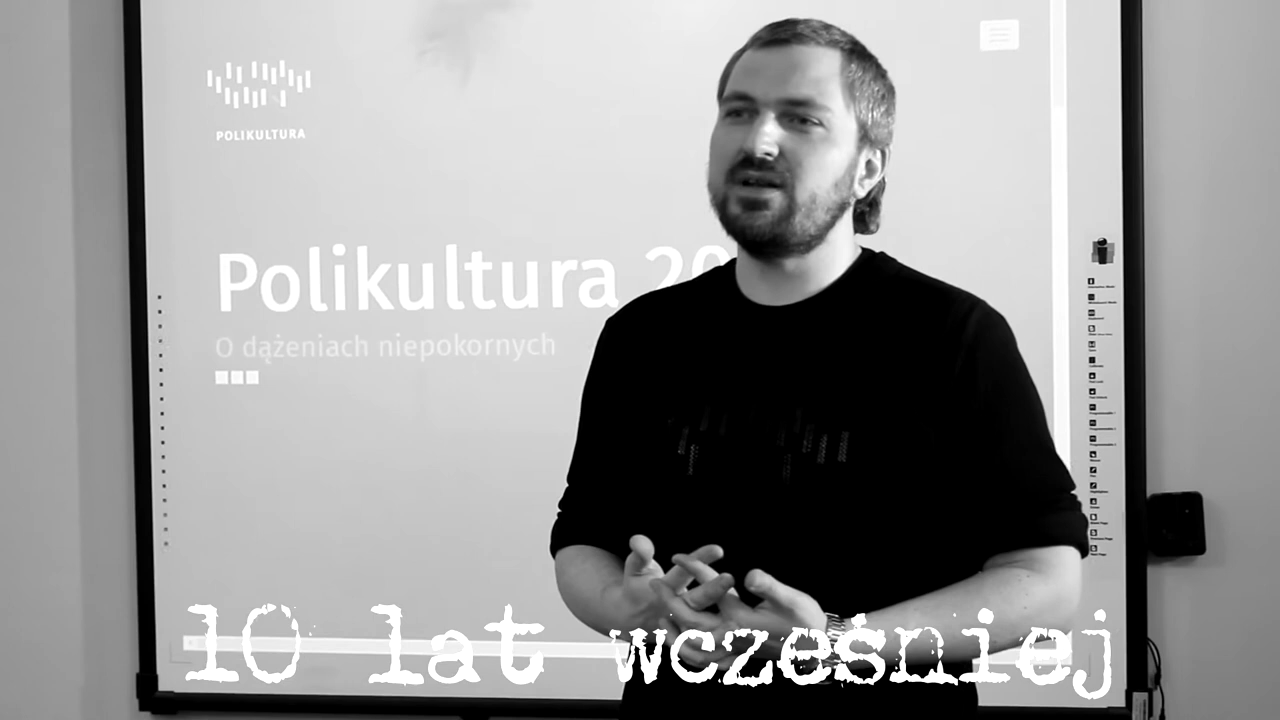 POLIKULTURA
Polikultura 20
O dążeniach niepokornych
10 lat wcześniej